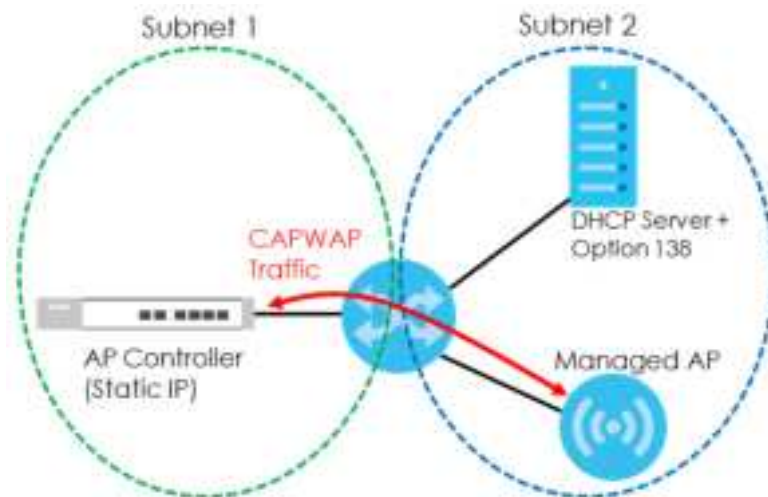 Subnet 1
Subnet 2
DHCP Server +
Option 138
CAPWAP
Traffic
AP Controller
(Static IP)
Managed AP